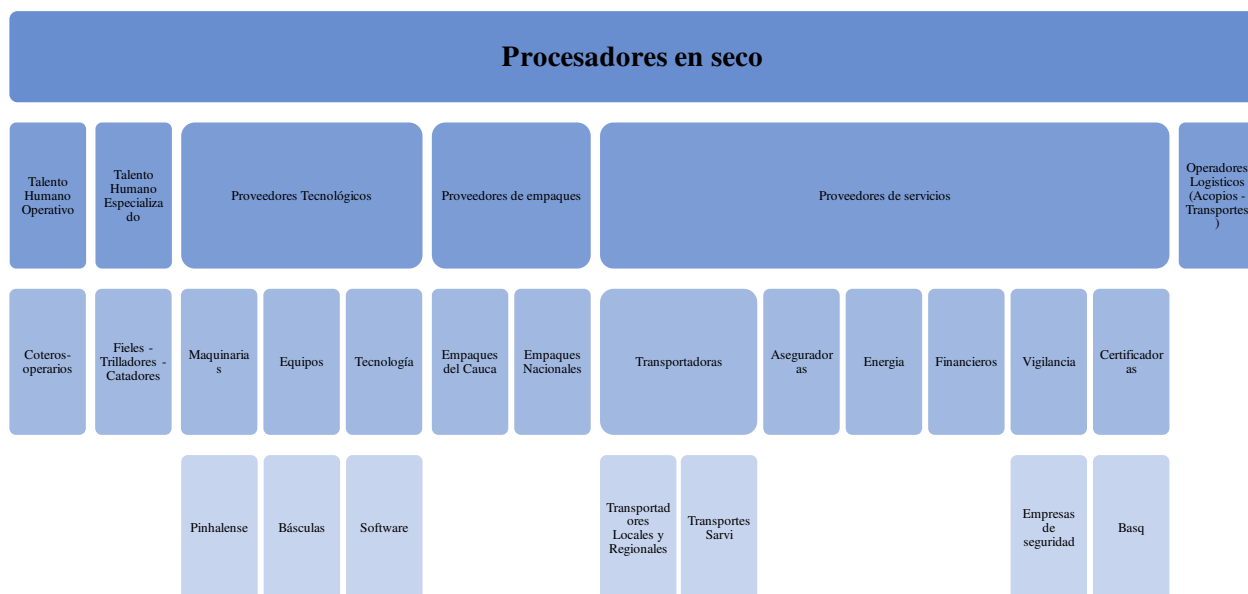 Procesadores en seco
Talento
Humano
Operativo
Talento
Humano
Especializa
do
Proveedores Tecnológicos
Proveedores de empaques
Proveedores de servicios
Operadores
Logisticos
(Acopios -
Transportes
)
Coteros-
operarios
Fieles -
Trilladores -
Catadores
Maquinaria
s
Equipos
Tecnología
Empaques
del Cauca
Empaques
Nacionales
Transportadoras
Asegurador
as
Energia
Financieros
Vigilancia
Certificador
as
Pinhalense
Básculas
Software
Transportad
ores
Locales y
Regionales
Transportes
Sarvi
Empresas
de
seguridad
Basq